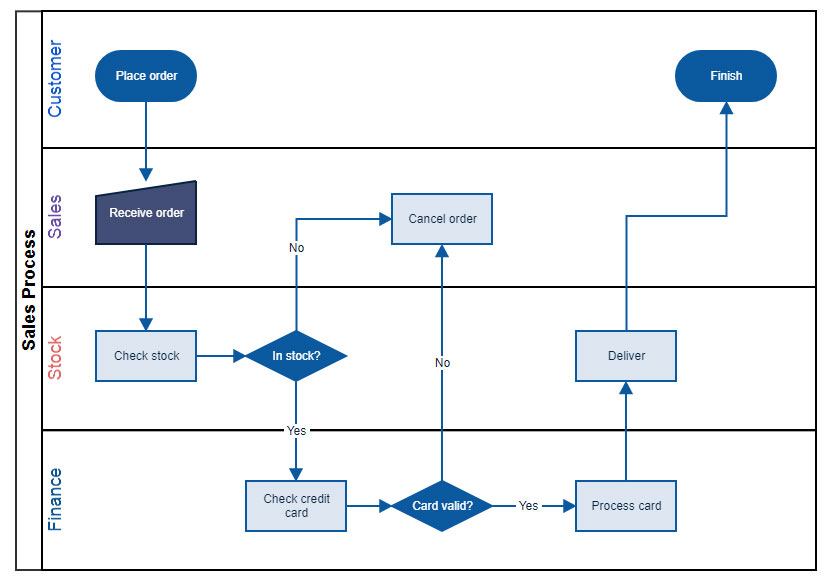 Sales Process
Customer
Place order
Finish
Sales
Receive order
Cancel order
No
Stock
Check stock
In stock?
No
Deliver
Yes
Finance
Check credit
card
Card valid?
Yes
Process card